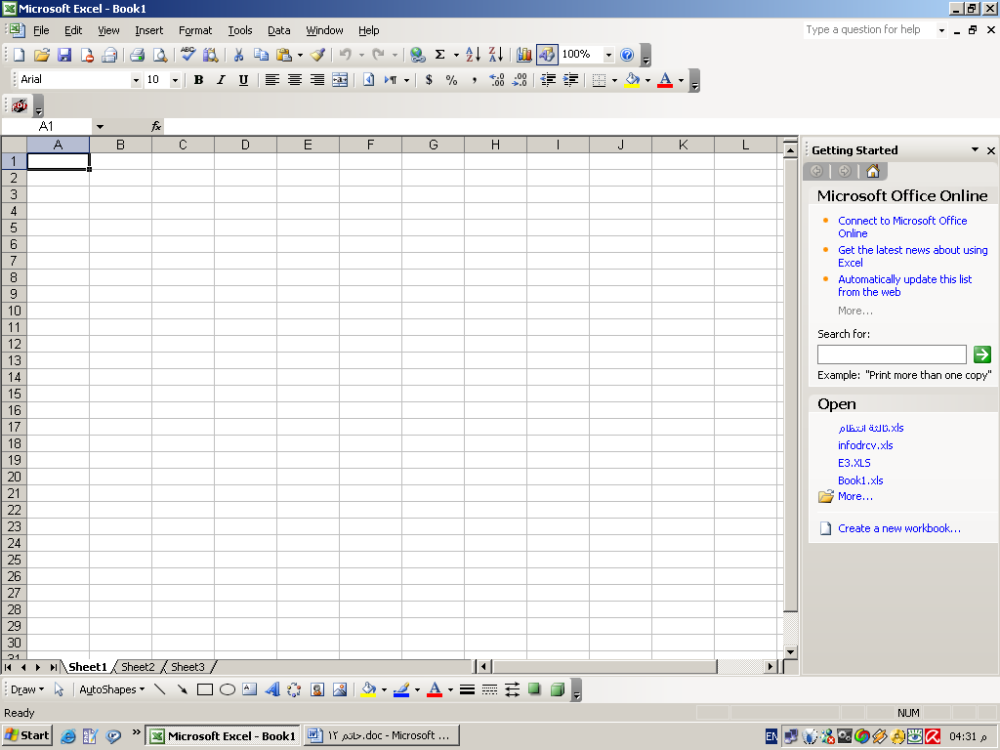 Microsoft Excel - Book1
File Edit View Insert Format Tools Data Window Help
Type a question for help
100%
Arial 10 B I U $ % ,
A1 fx
A B C D E F G H I J K L
1
2
3
4
5
6
7
8
9
10
11
12
13
14
15
16
17
18
19
20
21
22
23
24
25
26
27
28
29
30
31
Getting Started
Microsoft Office Online
Connect to Microsoft Office
Online
Get the latest news about using
Excel
Automatically update this list
from the web
More...
Search for:
Example: "Print more than one copy"
Open
ثالثة انتظام.xls
infodrcv.xls
E3.XLS
Book1.xls
More...
Create a new workbook...
Sheet1 Sheet2 Sheet3
Draw AutoShapes
Ready
NUM
Start
Microsoft Excel - Book1
حاتم ١٢.doc - Microsoft ...
EN
04:31 م